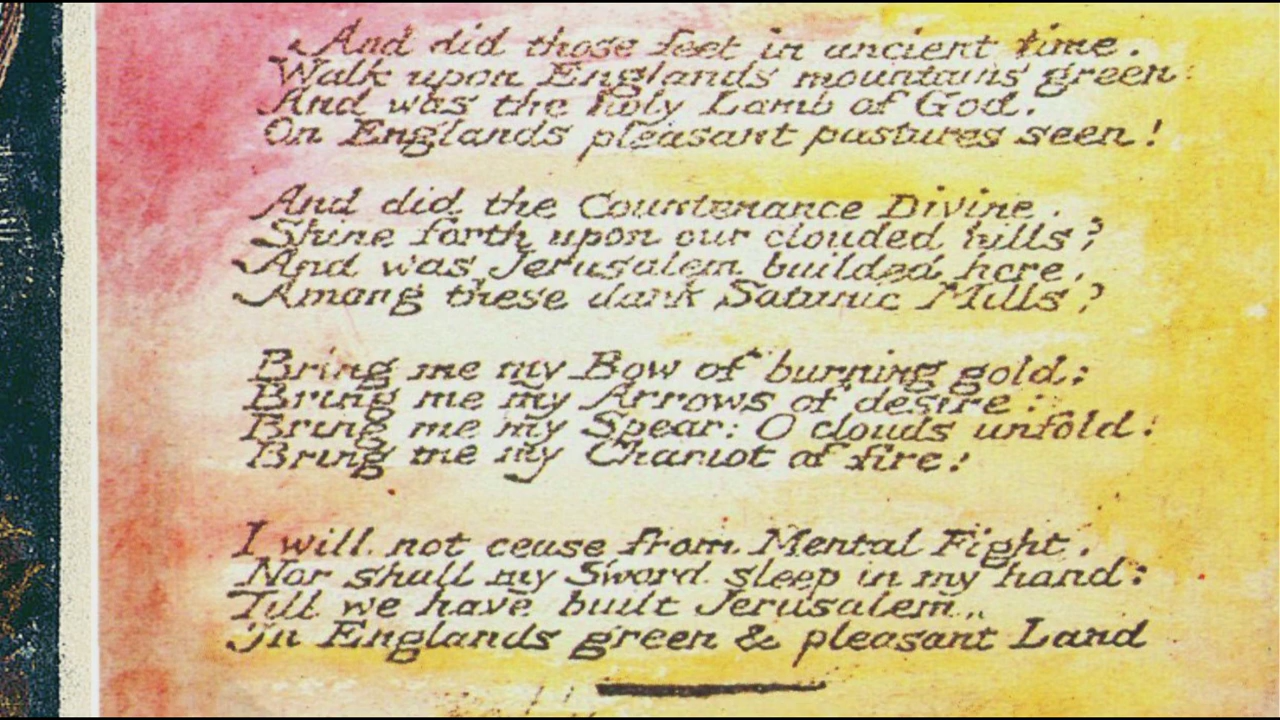 And did those feet in ancient time.
Walk upon Englands mountains green:
And was the holy Lamb of God.
On Englands pleasant pastures seen!
And did the Countenance Divine.
Shine forth upon our clouded hills?
And was Jerusalem builded here.
Among these dark Satanic Mills?
Bring me my Bow of burning gold:
Bring me my Arrows of desire:
Bring me my Spear: O clouds unfold!
Bring me my Chariot of fire!
I will not cease from Mental Fight.
Nor shall my Sword sleep in my hand:
Till we have built Jerusalem.
In Englands green & pleasant Land